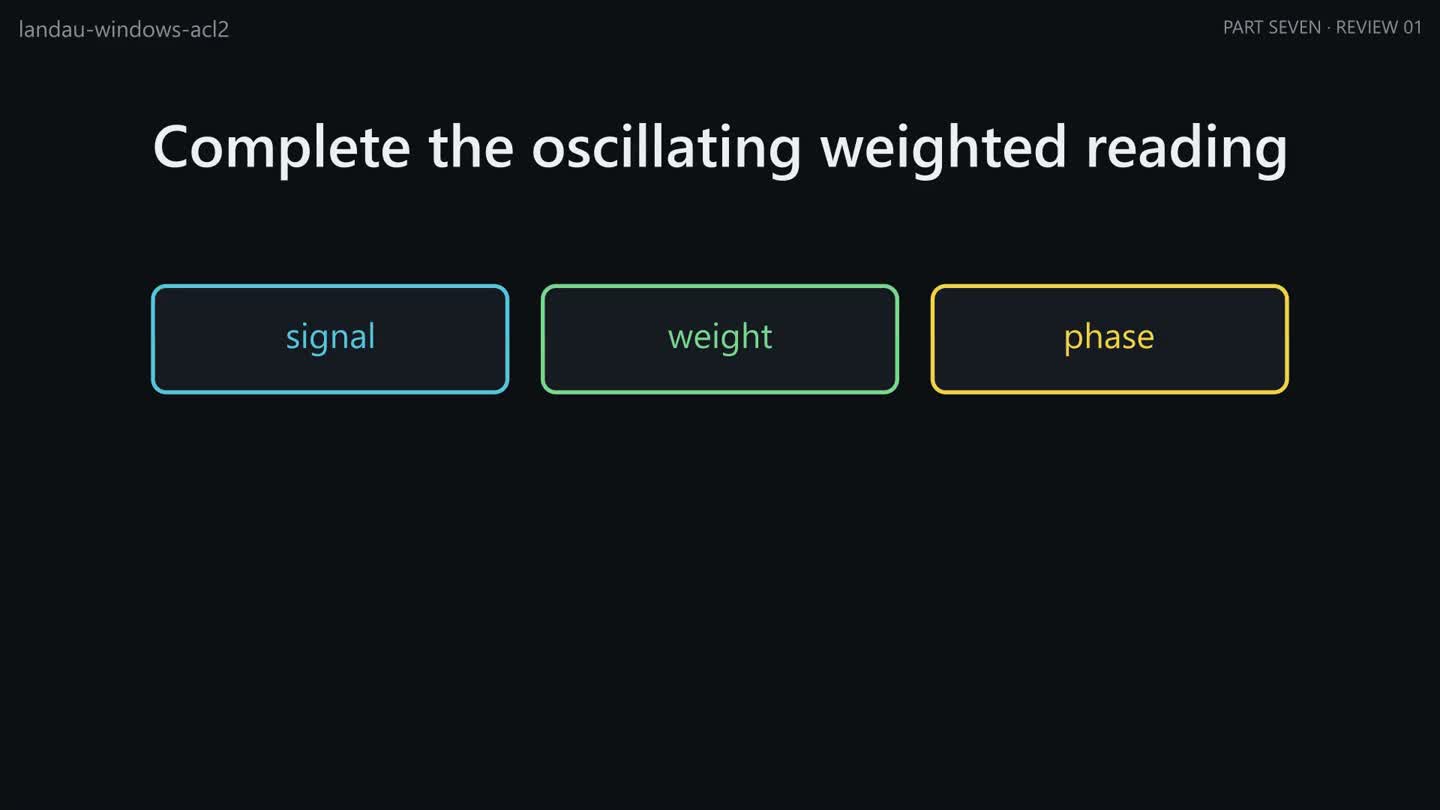 landau-windows-acl2
PART SEVEN · REVIEW 01
Complete the oscillating weighted reading
signal
weight
phase